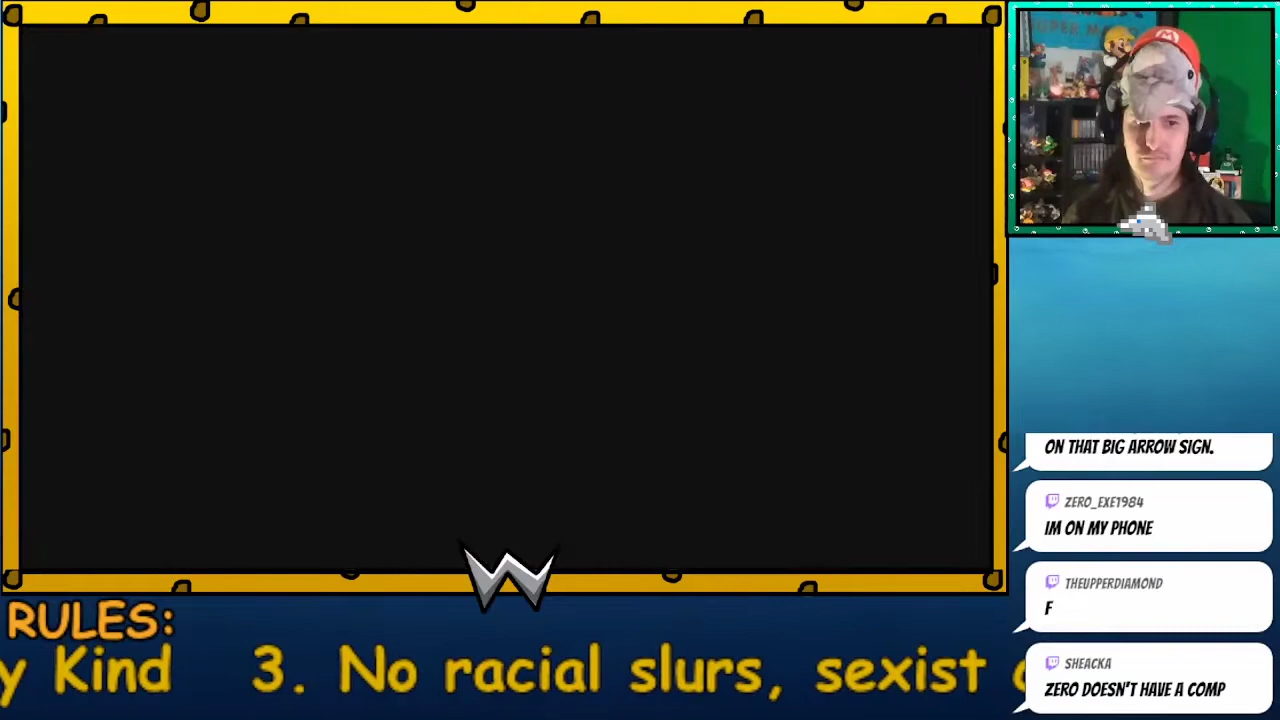 SUPER M
M
ON THAT BIG ARROW SIGN.
ZERO_EXE1984
IM ON MY PHONE
THEUPPERDIAMOND
F
SHEACKA
ZERO DOESN'T HAVE A COMP
W
RULES:
y Kind 3. No racial slurs, sexist